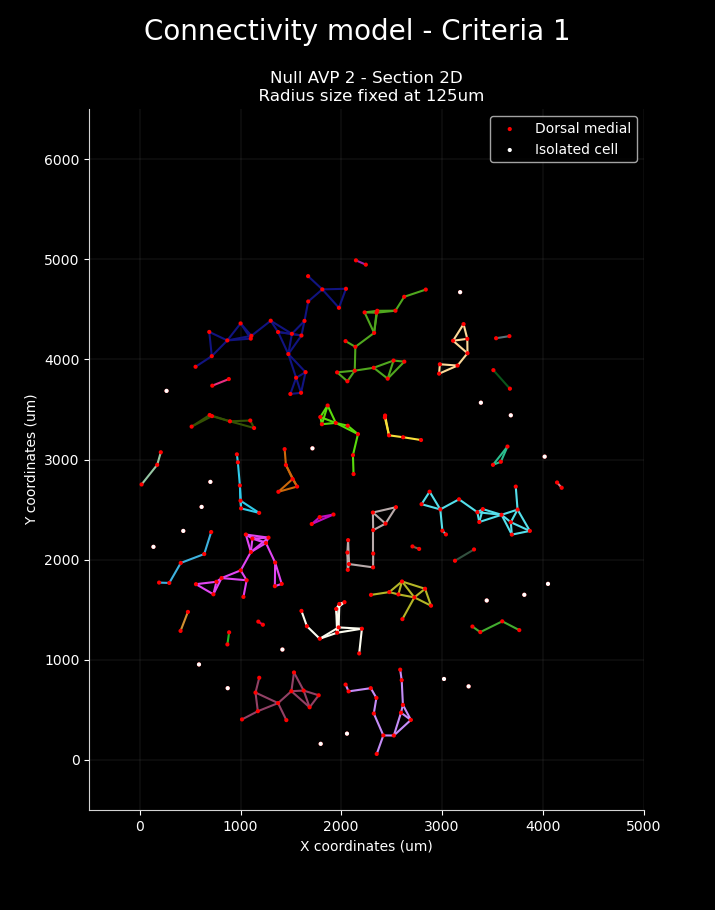 Connectivity model - Criteria 1
Null AVP 2 - Section 2D
Radius size fixed at 125um
Dorsal medial
Isolated cell
6000
5000
4000
3000
2000
1000
0
Y coordinates (um)
0 1000 2000 3000 4000 5000
X coordinates (um)